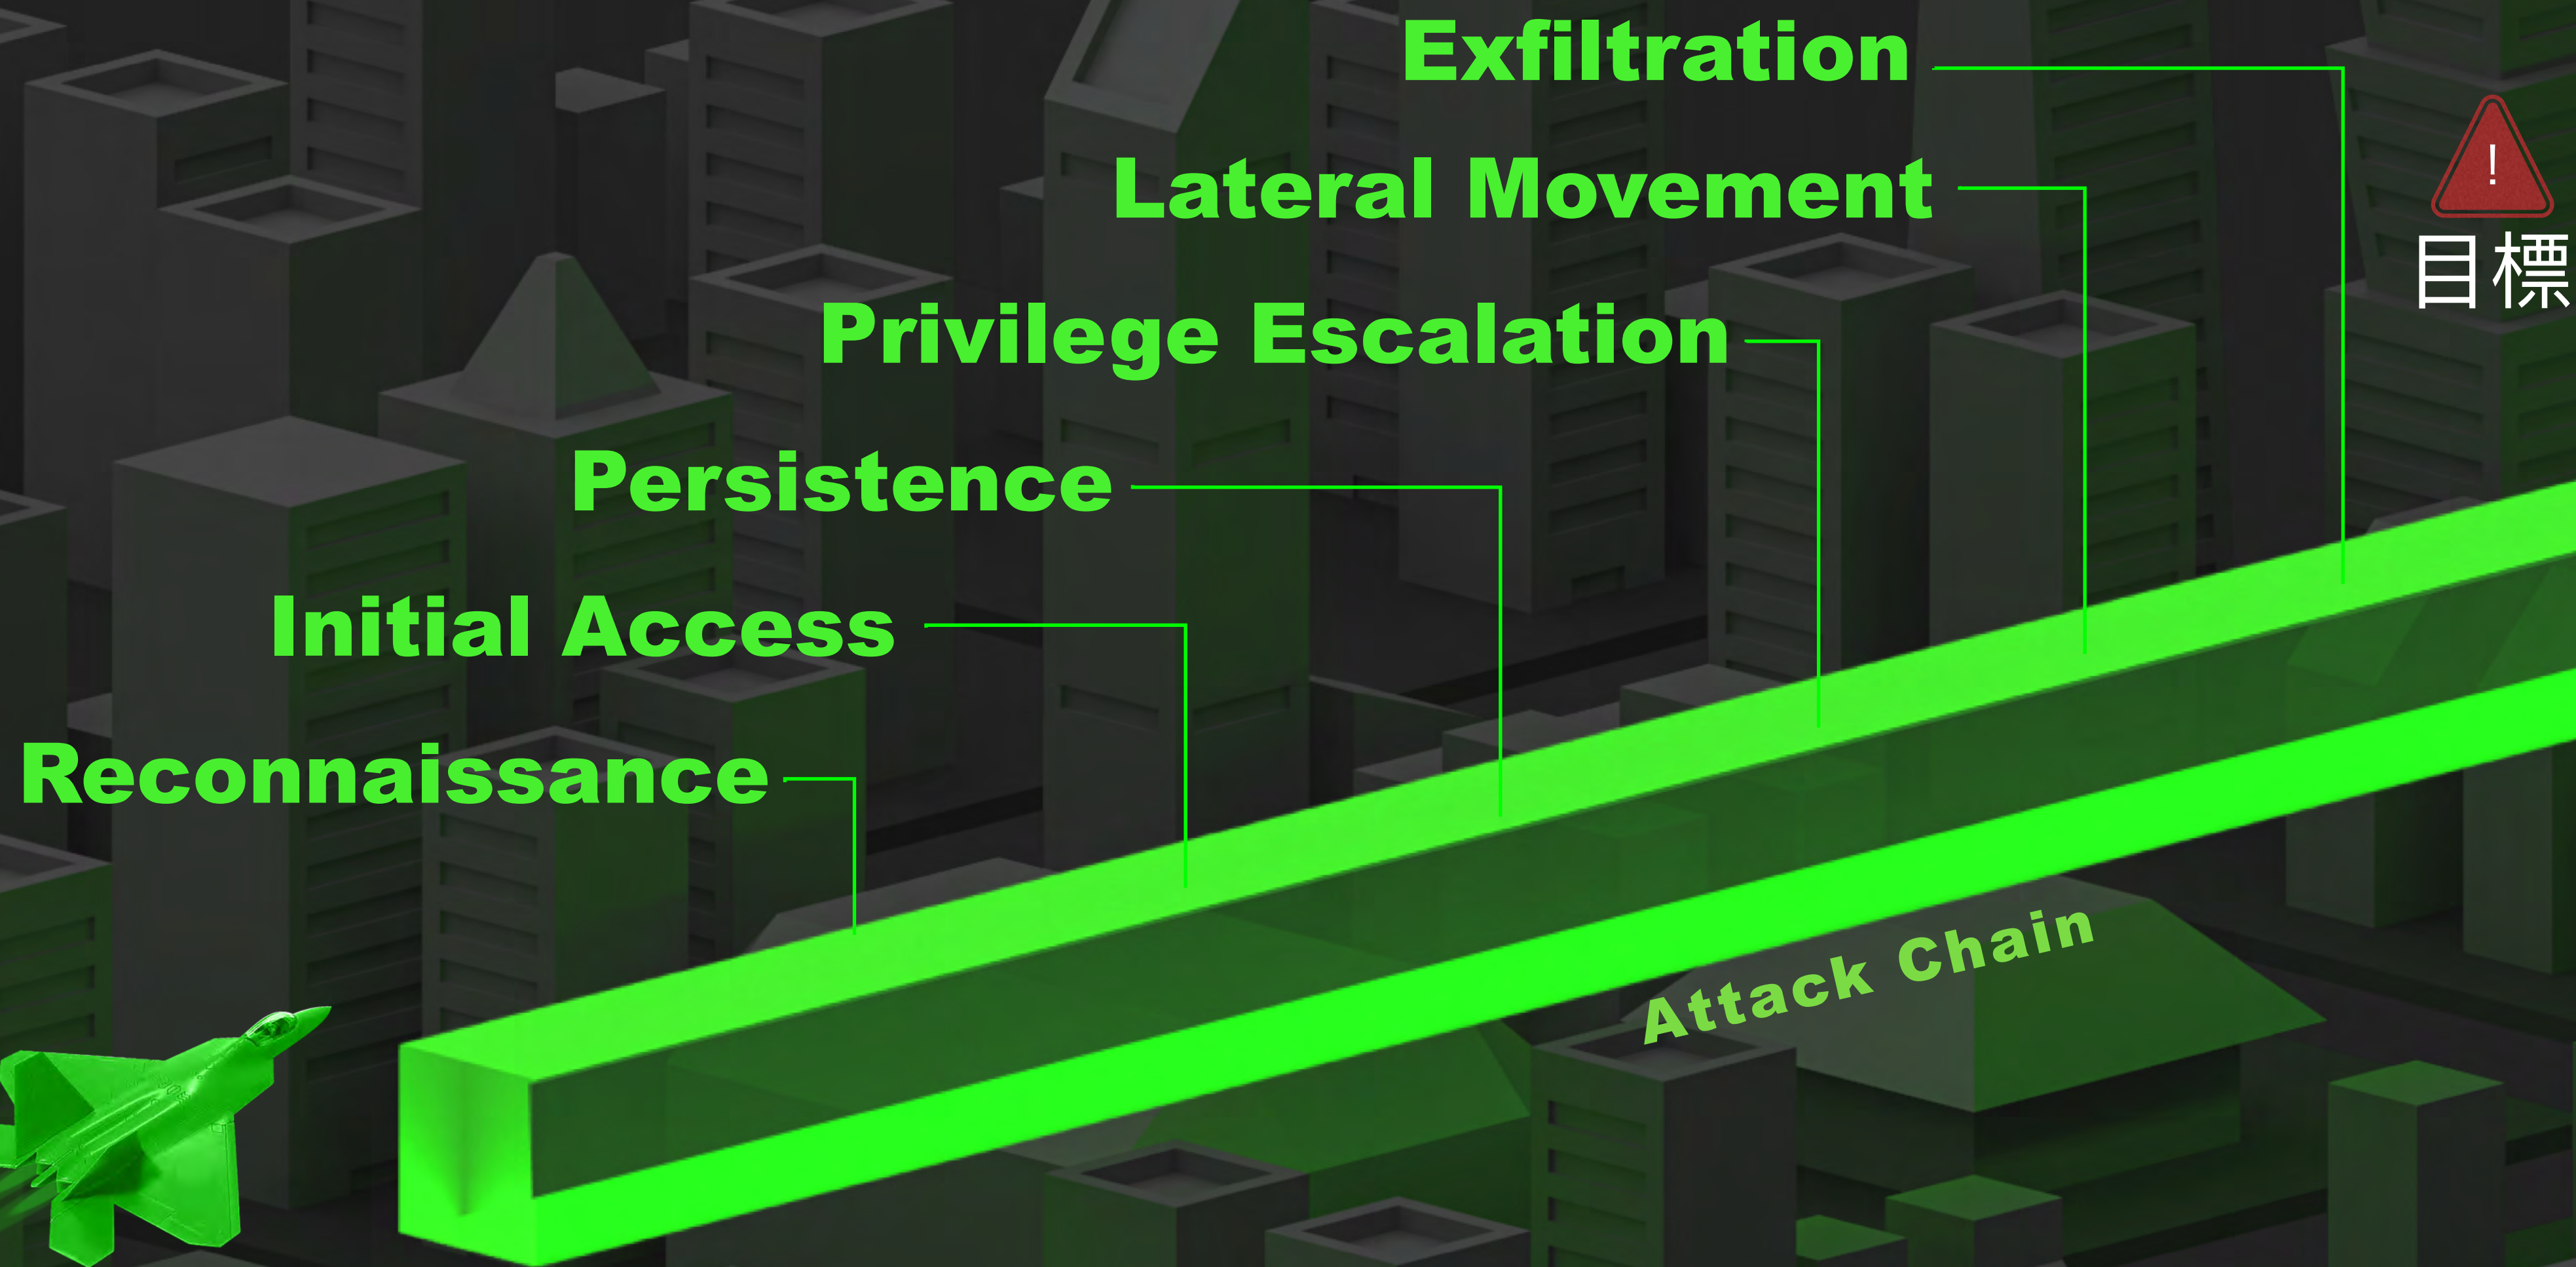 Exfiltration
Lateral Movement
!
目標
Privilege Escalation
Persistence
Initial Access
Reconnaissance
Attack Chain